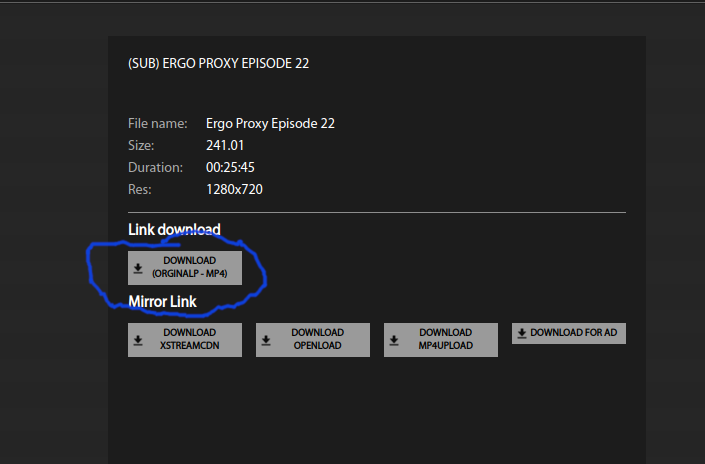 (SUB) ERGO PROXY EPISODE 22
File name: Ergo Proxy Episode 22
Size: 241.01
Duration: 00:25:45
Res: 1280x720
Link download
DOWNLOAD
(ORGINALP - MP4)
Mirror Link
DOWNLOAD
XSTREAMCDN
DOWNLOAD
OPENLOAD
DOWNLOAD
MP4UPLOAD
DOWNLOAD FOR AD